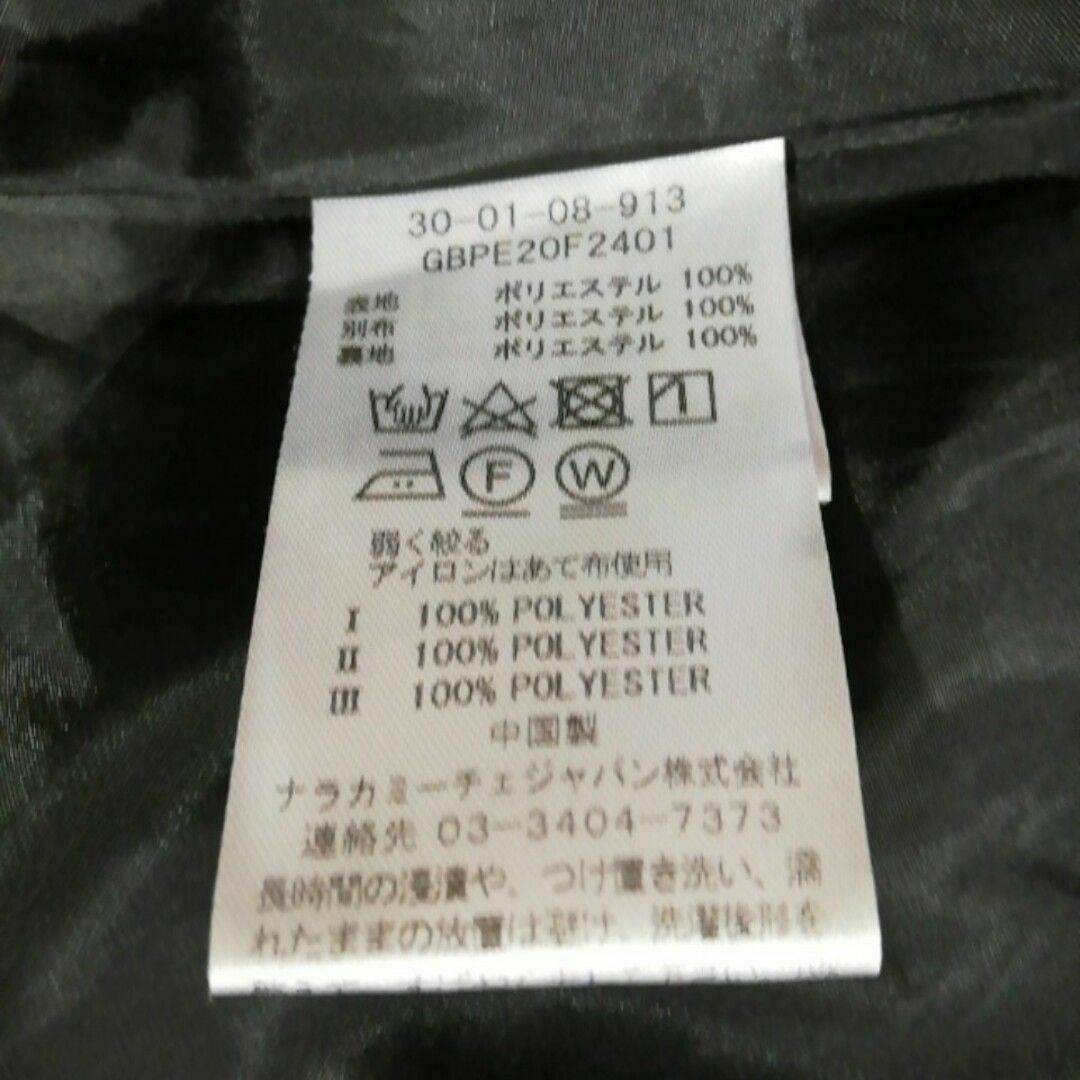 30-01-08-913
GBPE20F2401
表地 ポリエステル 100%
別布 ポリエステル 100%
裏地 ポリエステル 100%
F W
弱く絞る
アイロンはあて布使用
I 100% POLYESTER
II 100% POLYESTER
III 100% POLYESTER
中国製
ナラカミーチェジャパン株式会社
連絡先 03-3404-7373
長時間の浸漬や、つけ置き洗い、濡
れたままの放置は避け、洗濯後形を